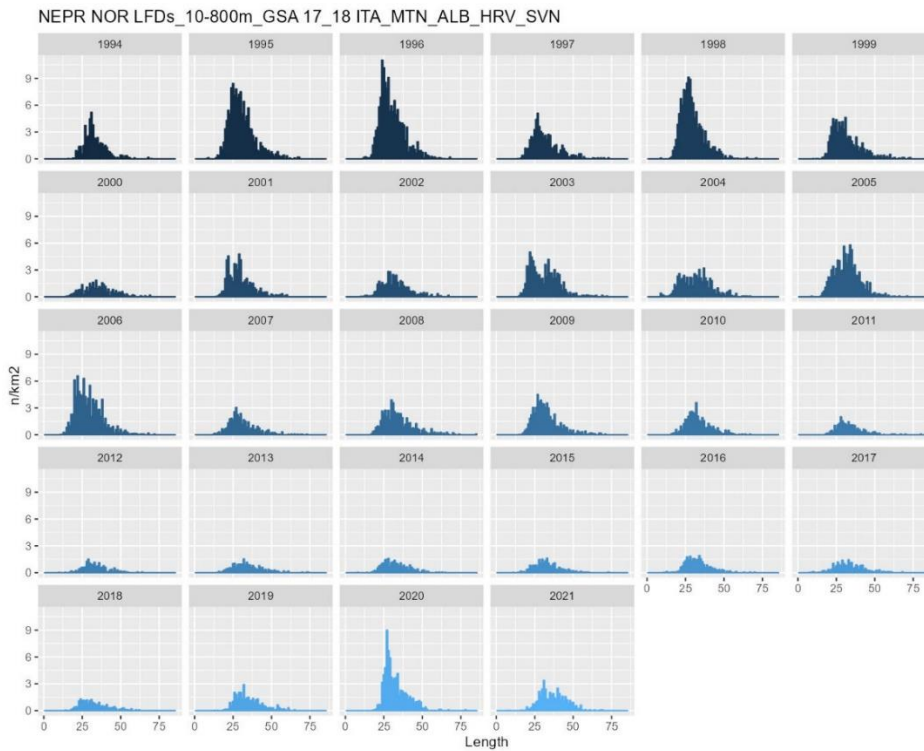 NEPR NOR LFDs_10-800m_GSA 17_18 ITA_MTN_ALB_HRV_SVN
1994 1995 1996 1997 1998 1999
9
6
3
0
2000 2001 2002 2003 2004 2005
9
6
3
0
2006 2007 2008 2009 2010 2011
n/km2
9
6
3
0
2012 2013 2014 2015 2016 2017
9
6
3
0
0 25 50 75 0 25 50 75
2018 2019 2020 2021
9
6
3
0
0 25 50 75 0 25 50 75 0 25 50 75 0 25 50 75
Length